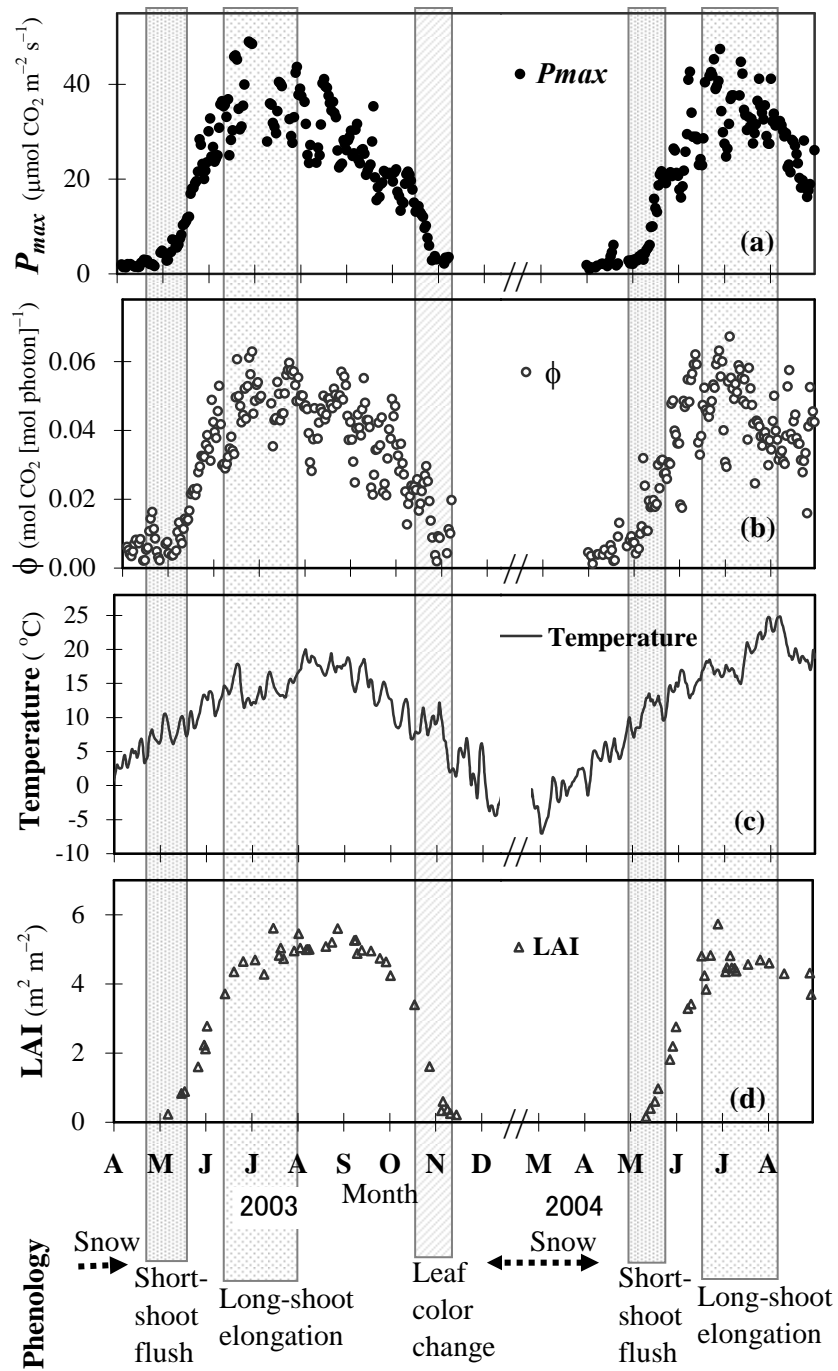 P_max (μmol CO₂ m⁻² s⁻¹)
40
20
0
Pmax
(a)
ϕ (mol CO₂ [mol photon]⁻¹)
0.06
0.04
0.02
0.00
ϕ
(b)
Temperature ( °C)
25
20
15
10
5
0
-5
-10
Temperature
(c)
LAI (m² m⁻²)
6
4
2
0
LAI
(d)
A M J J A S O N D M A M J J A
2003 Month 2004
Phenology
Snow
Short-
shoot
flush
Long-shoot
elongation
Leaf
color
change
Snow
Short-
shoot
flush
Long-shoot
elongation